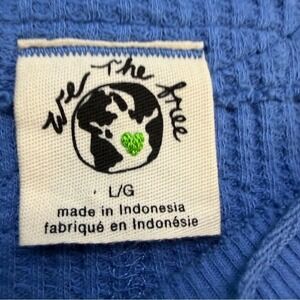 We The Free
L/G
made in Indonesia
fabriqué en Indonésie